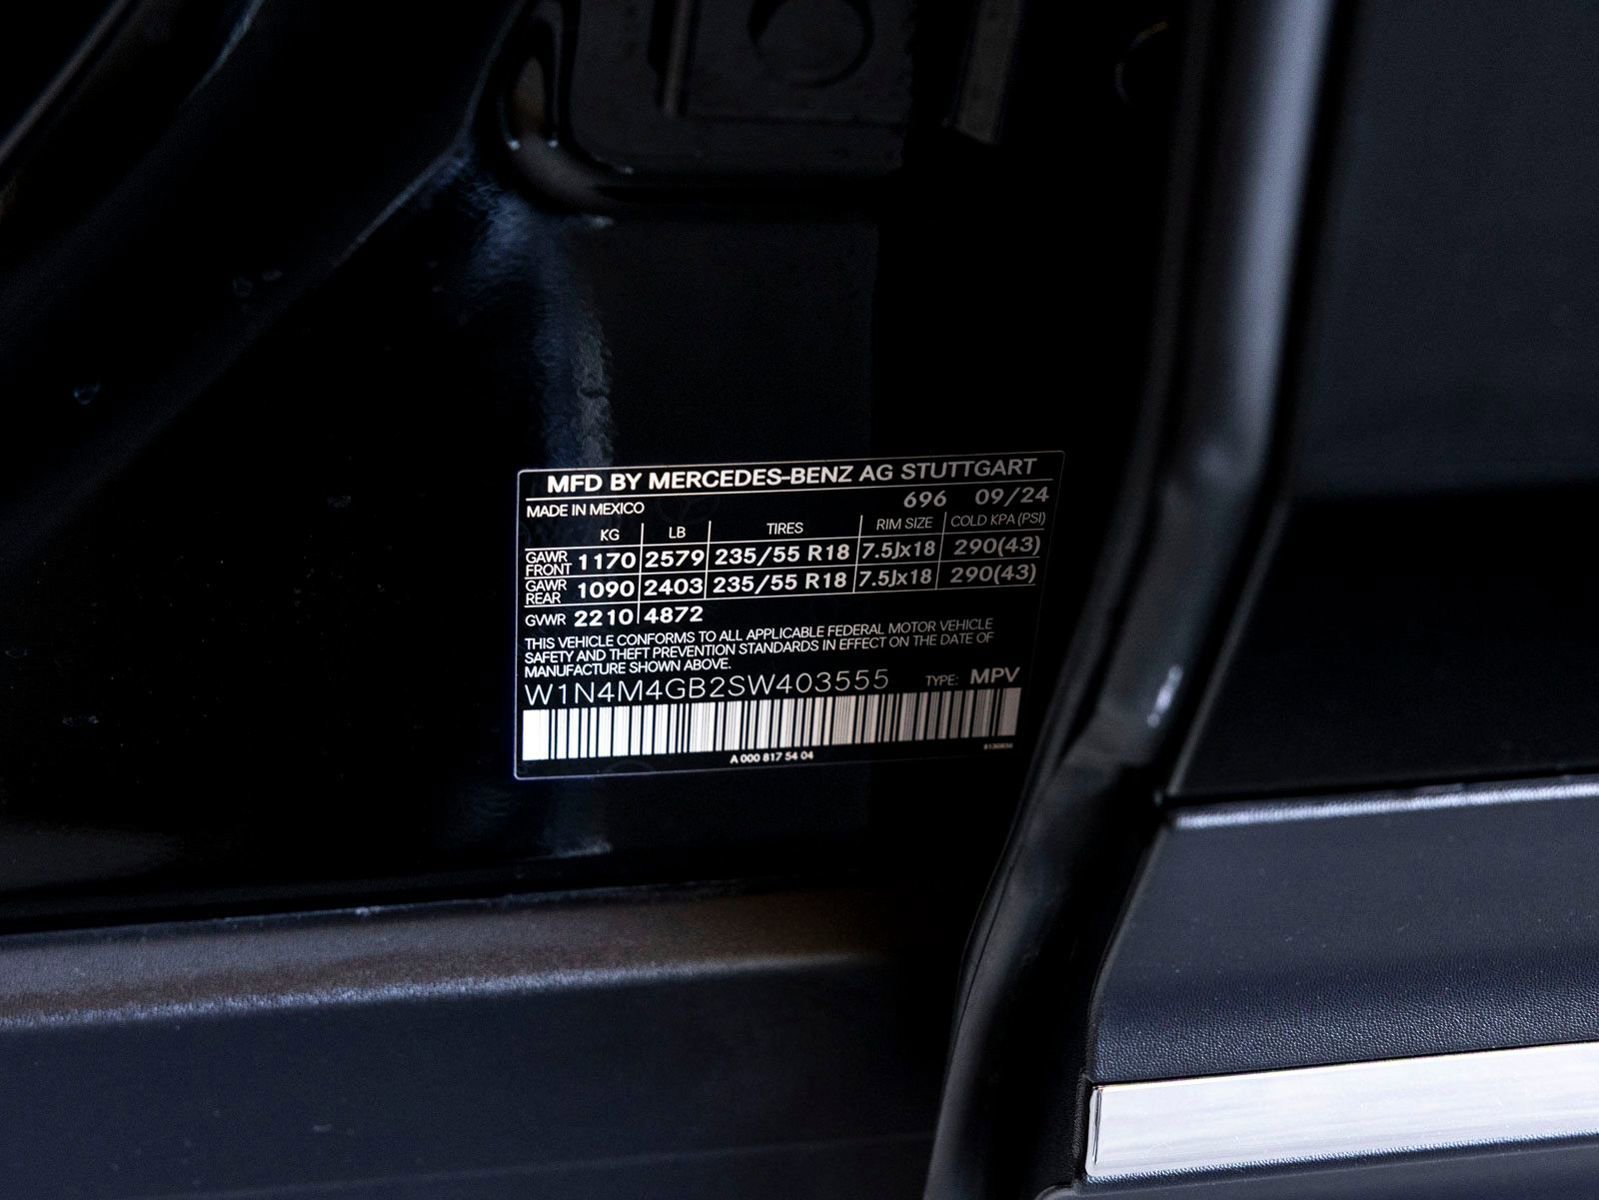 MFD BY MERCEDES-BENZ AG STUTTGART
MADE IN MEXICO 696 09/24
KG LB TIRES RIM SIZE COLD KPA (PSI)
GAWR FRONT 1170 2579 235/55 R18 7.5Jx18 290(43)
GAWR REAR 1090 2403 235/55 R18 7.5Jx18 290(43)
GVWR 2210 4872
THIS VEHICLE CONFORMS TO ALL APPLICABLE FEDERAL MOTOR VEHICLE
SAFETY AND THEFT PREVENTION STANDARDS IN EFFECT ON THE DATE OF
MANUFACTURE SHOWN ABOVE.
W1N4M4GB2SW403555 TYPE: MPV
A 000 817 54 04